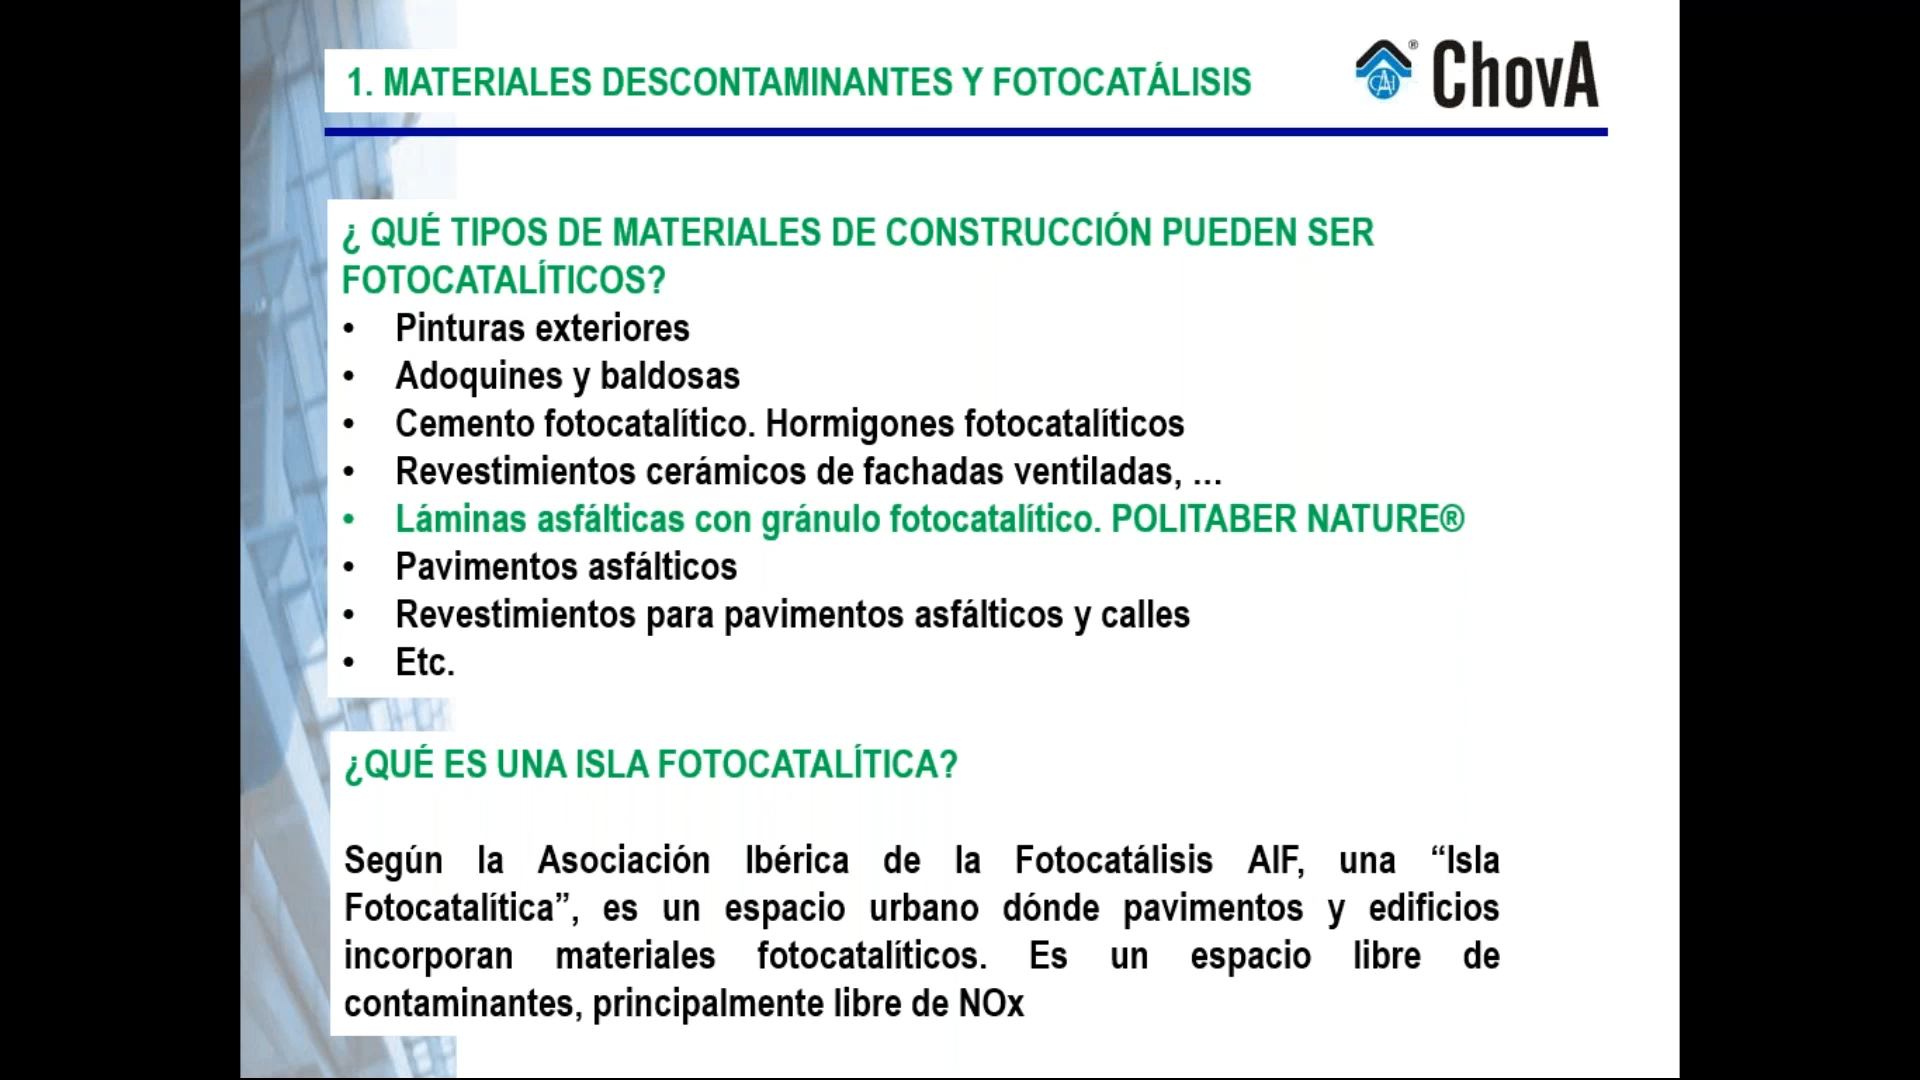 1. MATERIALES DESCONTAMINANTES Y FOTOCATÁLISIS
® ChovA
¿ QUÉ TIPOS DE MATERIALES DE CONSTRUCCIÓN PUEDEN SER
FOTOCATALÍTICOS?
• Pinturas exteriores
• Adoquines y baldosas
• Cemento fotocatalítico. Hormigones fotocatalíticos
• Revestimientos cerámicos de fachadas ventiladas, ...
• Láminas asfálticas con gránulo fotocatalítico. POLITABER NATURE®
• Pavimentos asfálticos
• Revestimientos para pavimentos asfálticos y calles
• Etc.
¿QUÉ ES UNA ISLA FOTOCATALÍTICA?
Según la Asociación Ibérica de la Fotocatálisis AIF, una “Isla
Fotocatalítica”, es un espacio urbano dónde pavimentos y edificios
incorporan materiales fotocatalíticos. Es un espacio libre de
contaminantes, principalmente libre de NOx